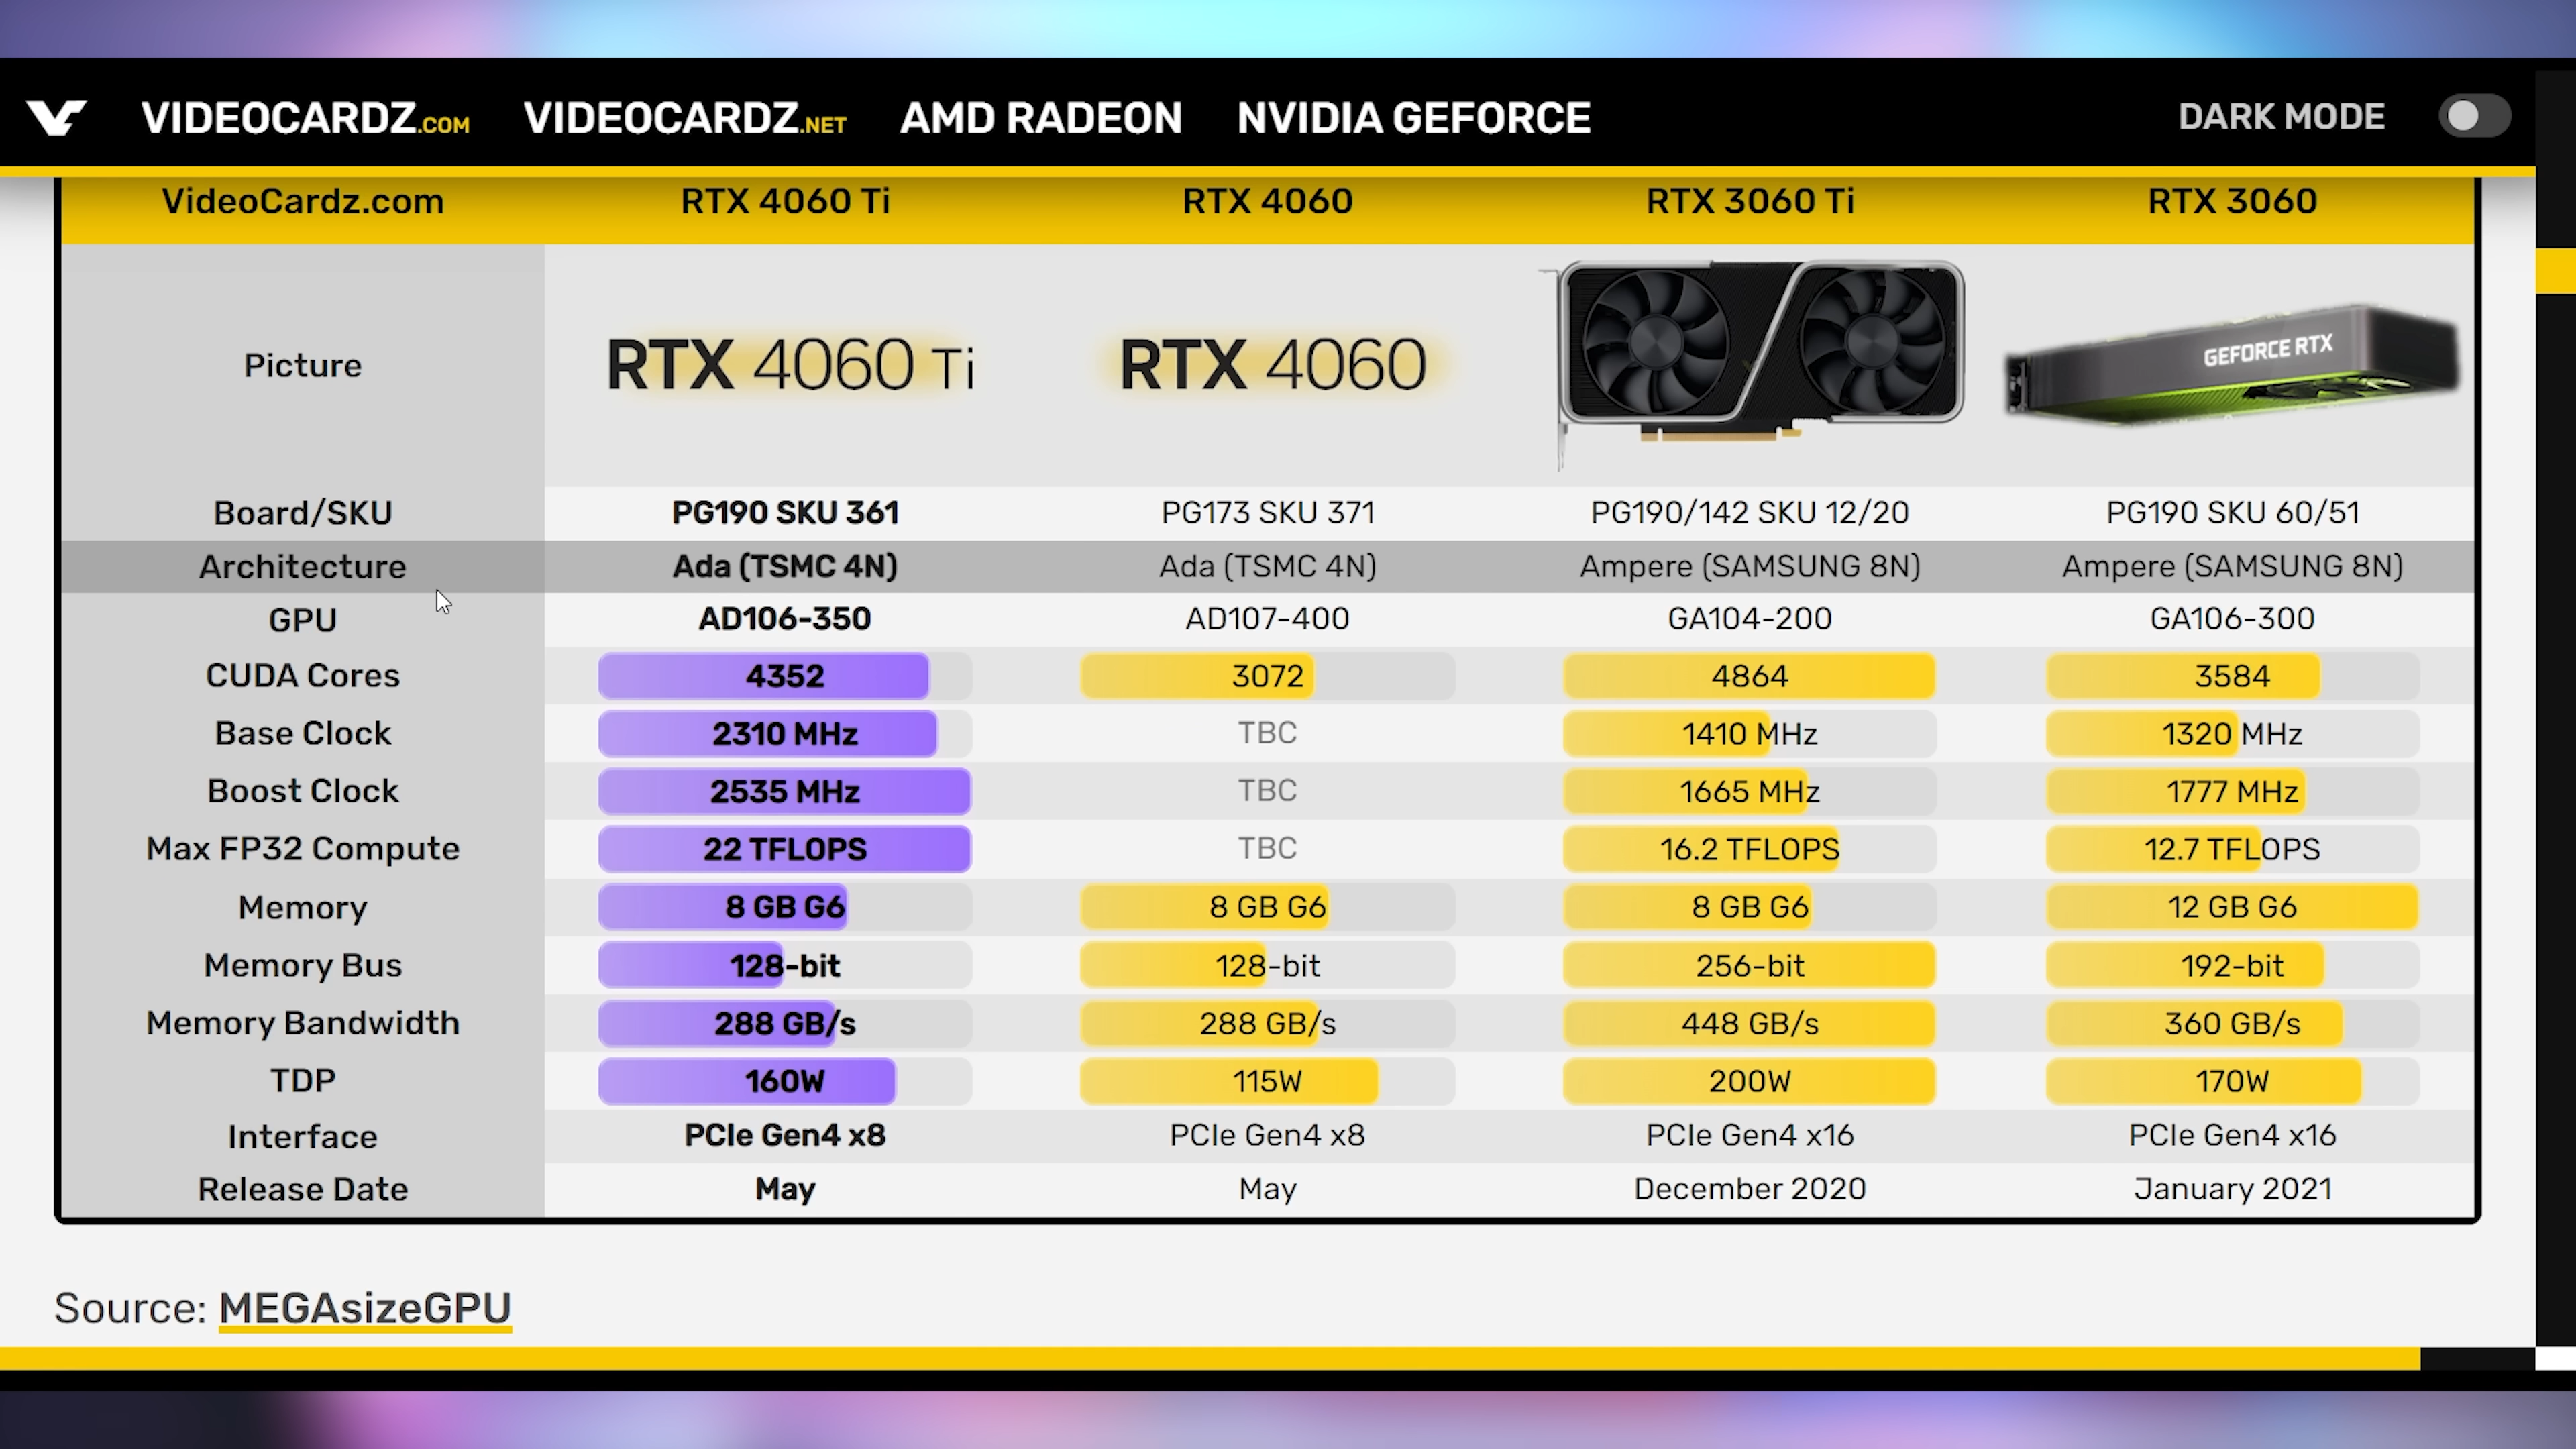 VIDEOCARDZ.COM VIDEOCARDZ.NET AMD RADEON NVIDIA GEFORCE DARK MODE
VideoCardz.com RTX 4060 Ti RTX 4060 RTX 3060 Ti RTX 3060
Picture RTX 4060 Ti RTX 4060 GEFORCE RTX
Board/SKU PG190 SKU 361 PG173 SKU 371 PG190/142 SKU 12/20 PG190 SKU 60/51
Architecture Ada (TSMC 4N) Ada (TSMC 4N) Ampere (SAMSUNG 8N) Ampere (SAMSUNG 8N)
GPU AD106-350 AD107-400 GA104-200 GA106-300
CUDA Cores 4352 3072 4864 3584
Base Clock 2310 MHz TBC 1410 MHz 1320 MHz
Boost Clock 2535 MHz TBC 1665 MHz 1777 MHz
Max FP32 Compute 22 TFLOPS TBC 16.2 TFLOPS 12.7 TFLOPS
Memory 8 GB G6 8 GB G6 8 GB G6 12 GB G6
Memory Bus 128-bit 128-bit 256-bit 192-bit
Memory Bandwidth 288 GB/s 288 GB/s 448 GB/s 360 GB/s
TDP 160W 115W 200W 170W
Interface PCIe Gen4 x8 PCIe Gen4 x8 PCIe Gen4 x16 PCIe Gen4 x16
Release Date May May December 2020 January 2021
Source: MEGAsizeGPU